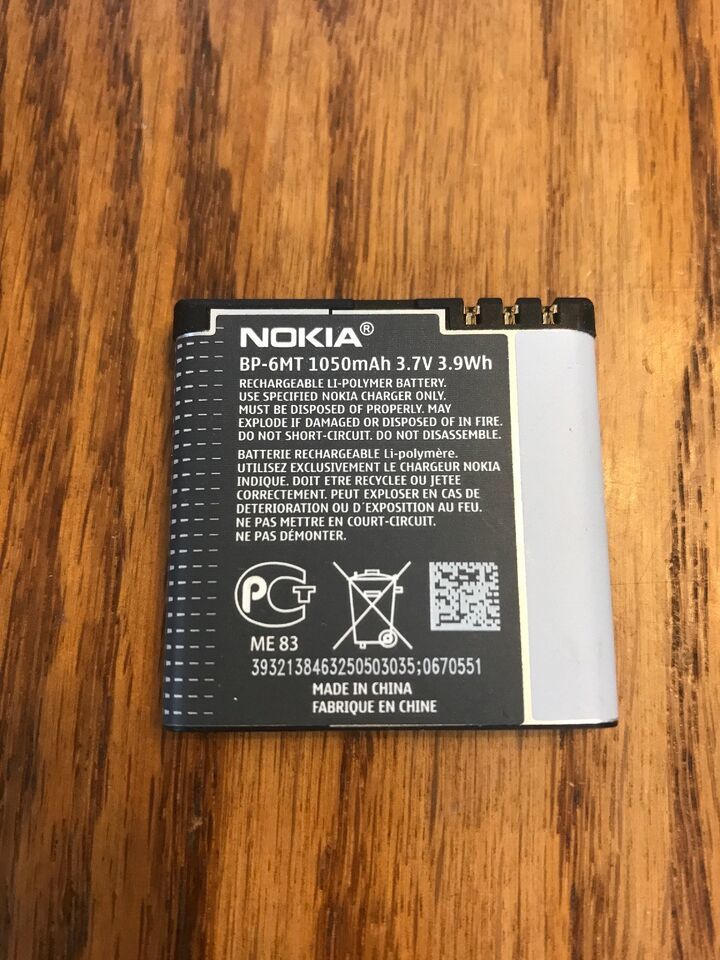 NOKIA®
BP-6MT 1050mAh 3.7V 3.9Wh
RECHARGEABLE LI-POLYMER BATTERY.
USE SPECIFIED NOKIA CHARGER ONLY.
MUST BE DISPOSED OF PROPERLY. MAY
EXPLODE IF DAMAGED OR DISPOSED OF IN FIRE.
DO NOT SHORT-CIRCUIT. DO NOT DISASSEMBLE.
BATTERIE RECHARGEABLE Li-polymère.
UTILISEZ EXCLUSIVEMENT LE CHARGEUR NOKIA
INDIQUE. DOIT ETRE RECYCLEE OU JETEE
CORRECTEMENT. PEUT EXPLOSER EN CAS DE
DETERIORATION OU D´EXPOSITION AU FEU.
NE PAS METTRE EN COURT-CIRCUIT.
NE PAS DÉMONTER.
PCT
ME 83
3932138463250503035;0670551
MADE IN CHINA
FABRIQUE EN CHINE